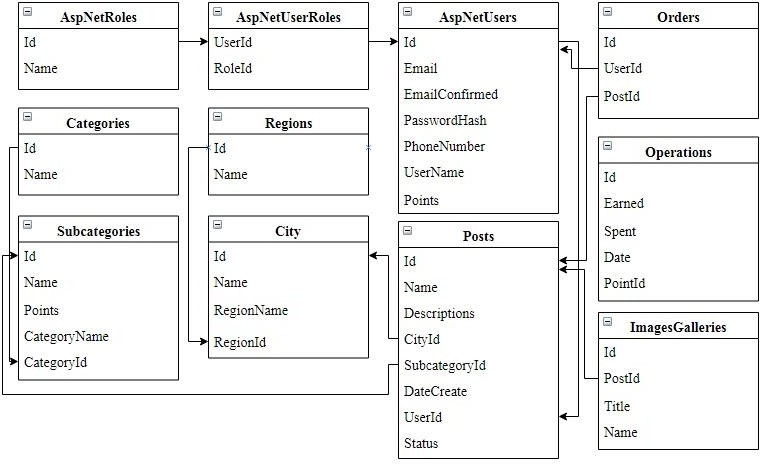 AspNetRoles
Id
Name
AspNetUserRoles
UserId
RoleId
AspNetUsers
Id
Email
EmailConfirmed
PasswordHash
PhoneNumber
UserName
Points
Orders
Id
UserId
PostId
Categories
Id
Name
Regions
Id
Name
Operations
Id
Earned
Spent
Date
PointId
Subcategories
Id
Name
Points
CategoryName
CategoryId
City
Id
Name
RegionName
RegionId
Posts
Id
Name
Descriptions
CityId
SubcategoryId
DateCreate
UserId
Status
ImagesGalleries
Id
PostId
Title
Name